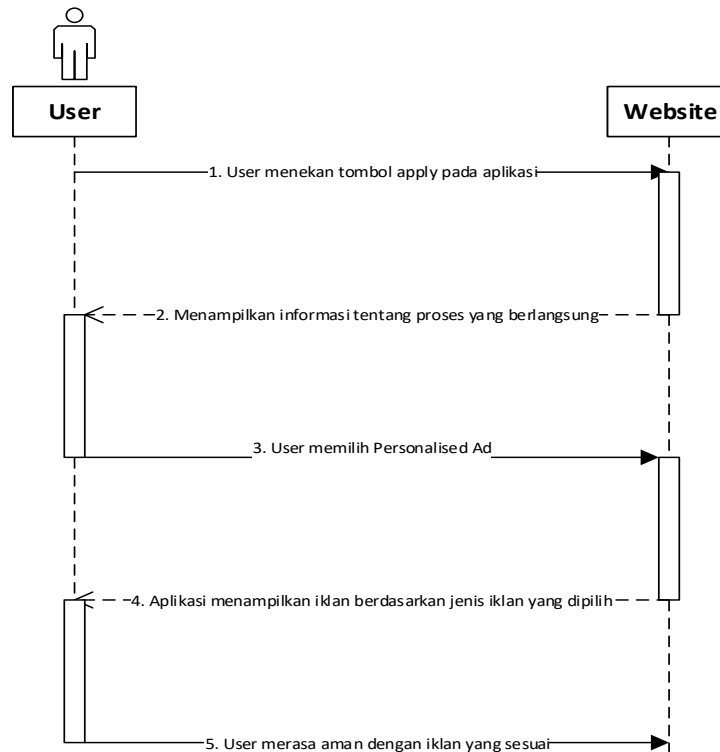 User
Website
1. User menekan tombol apply pada aplikasi
2. Menampilkan informasi tentang proses yang berlangsung
3. User memilih Personalised Ad
4. Aplikasi menampilkan iklan berdasarkan jenis iklan yang dipilih
5. User merasa aman dengan iklan yang sesuai